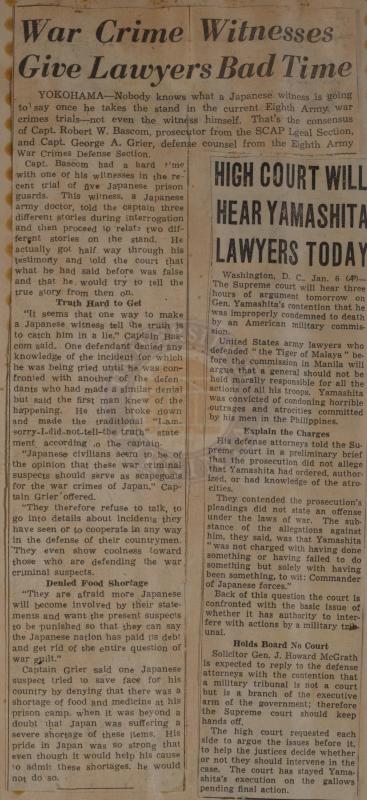 War Crime Witnesses
Give Lawyers Bad Time
YOKOHAMA—Nobody knows what a Japanese witness is going
to say once he takes the stand in the current Eighth Army war
crimes trials—not even the witness himself. That's the consensus
of Capt. Robert W. Bascom, prosecutor from the SCAP Lgeal Section,
and Capt. George A. Grier, defense counsel from the Eighth Army
War Crimes Defense Section.
Capt. Bascom had a hard
with one of his witnesses in the re-
cent trial of five Japanese prison
guards. This witness, a Japanese
army doctor, told the captain three
different stories during interrogation
and then proceed to relate two dif-
ferent stories on the stand. He
actually got half way through his
testimony and told the court that
what he had said before was false
and that he would try to tell the
true story from then on.
Truth Hard to Get
"It seems that one way to make
a Japanese witness tell the truth is
to catch him in a lie," Captain Bas-
com said. One defendant denied any
knowledge of the incident for which
he was being tried until he was con-
fronted with another of the defen-
dants who had made a similar denial
but said the first man knew of the
happening. He then broke down
and made the traditional "I-am-
sorry-I-did-not-tell-the truth" state
ment according to the captain.
"Japanese civilians seem to be of
the opinion that these war criminal
suspects should serve as scapegoats
for the war crimes of Japan," Cap-
tain Grier offered.
"They therefore refuse to talk, to
go into details about incidents they
have seen or to cooperate in any way
in the defense of their countrymen.
They even show coolness toward
those who are defending the war
criminal suspects.
Denied Food Shortage
"They are afraid more Japanese
will become involved by their state-
ments and want the present suspects
to be punished so that they can say
the Japanese nation has paid its debt
and get rid of the entire question of
war guilt."
Captain Grier said one Japanese
suspect tried to save face for his
country by denying that there was a
shortage of food and medicine at his
prison camp, when it was beyond a
doubt that Japan was suffering a
severe shortage of these items. His
pride in Japan was so strong that
even though it would help his cause
to admit these shortages, he would
not do so.
HIGH COURT WILL
HEAR YAMASHITA
LAWYERS TODAY
Washington, D. C., Jan. 6 (AP)—
The Supreme court will hear three
hours of argument tomorrow on
Gen. Yamashita's contention that he
was improperly condemned to death
by an American military commis-
sion.
United States army lawyers who
defended "the Tiger of Malaya" be-
fore the commission in Manila will
argue that a general should not be
held morally responsible for all the
actions of all his troops. Yamashita
was convicted of condoning horrible
outrages and atrocities committed
by his men in the Philippines.
Explain the Charges
His defense attorneys told the Su-
preme court in a preliminary brief
that the prosecution did not allege
that Yamashita had ordered, author-
ized, or had knowledge of the atro-
cities.
They contended the prosecution's
pleadings did not state an offense
under the laws of war. The sub-
stance of the allegations against
him, they said, was that Yamashita
"was not charged with having done
something or having failed to do
something but solely with having
been something, to wit: Commander
of Japanese forces."
Back of this question the court is
confronted with the basic issue of
whether it has authority to inter-
fere with actions by a military trib-
unal.
Holds Board No Court
Solicitor Gen. J. Howard McGrath
is expected to reply to the defense
attorneys with the contention that
a military tribunal is not a court
but is a branch of the executive
arm of the government; therefore
the Supreme court should keep
hands off.
The high court requested each
side to argue the issues before it,
to help the justices decide whether
or not they should intervene in the
case. The court has stayed Yama-
shita's execution on the gallows
pending final action.